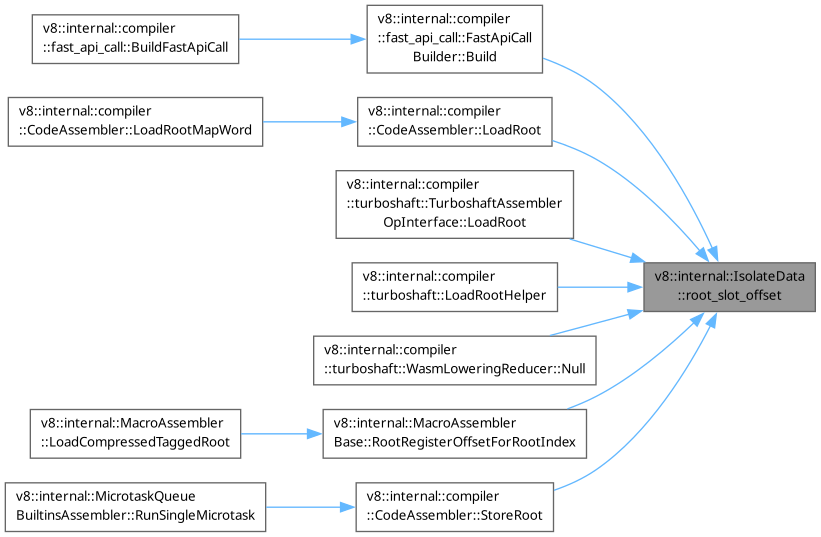 v8::internal::compiler
::fast_api_call::BuildFastApiCall
v8::internal::compiler
::fast_api_call::FastApiCall
Builder::Build
v8::internal::compiler
::CodeAssembler::LoadRootMapWord
v8::internal::compiler
::CodeAssembler::LoadRoot
v8::internal::compiler
::turboshaft::TurboshaftAssembler
OpInterface::LoadRoot
v8::internal::compiler
::turboshaft::LoadRootHelper
v8::internal::IsolateData
::root_slot_offset
v8::internal::compiler
::turboshaft::WasmLoweringReducer::Null
v8::internal::MacroAssembler
::LoadCompressedTaggedRoot
v8::internal::MacroAssembler
Base::RootRegisterOffsetForRootIndex
v8::internal::MicrotaskQueue
BuiltinsAssembler::RunSingleMicrotask
v8::internal::compiler
::CodeAssembler::StoreRoot